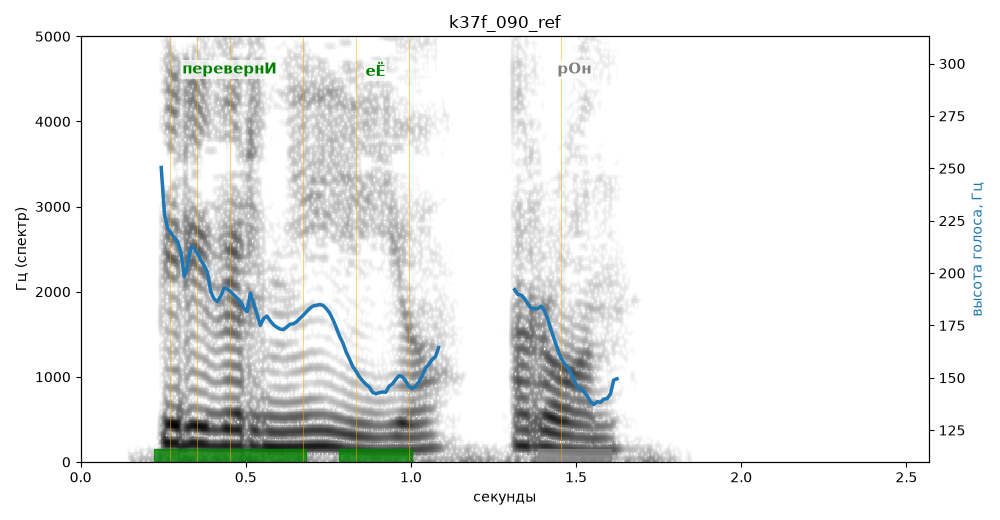 k37f_090_ref
5000
4000
3000
2000
1000
0
Гц (спектр)
перевернИ
еЁ
рОн
300
275
250
225
200
175
150
125
высота голоса, Гц
0.0 0.5 1.0 1.5 2.0 2.5
секунды